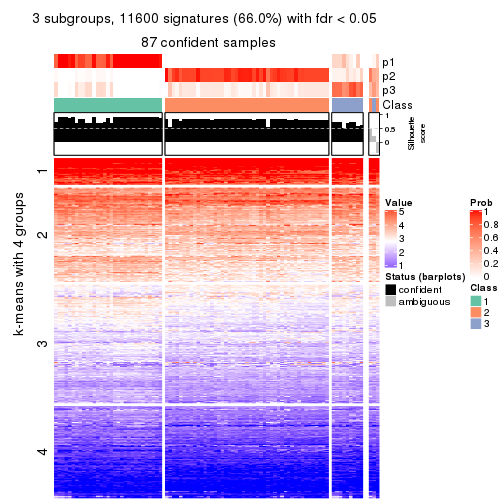 3 subgroups, 11600 signatures (66.0%) with fdr < 0.05
87 confident samples
p1
p2
p3
Class
1
0.5
0
Silhouette
score
k-means with 4 groups
1
2
3
4
Value
5
4
3
2
1
Status (barplots)
confident
ambiguous
Prob
1
0.8
0.6
0.4
0.2
0
Class
1
2
3